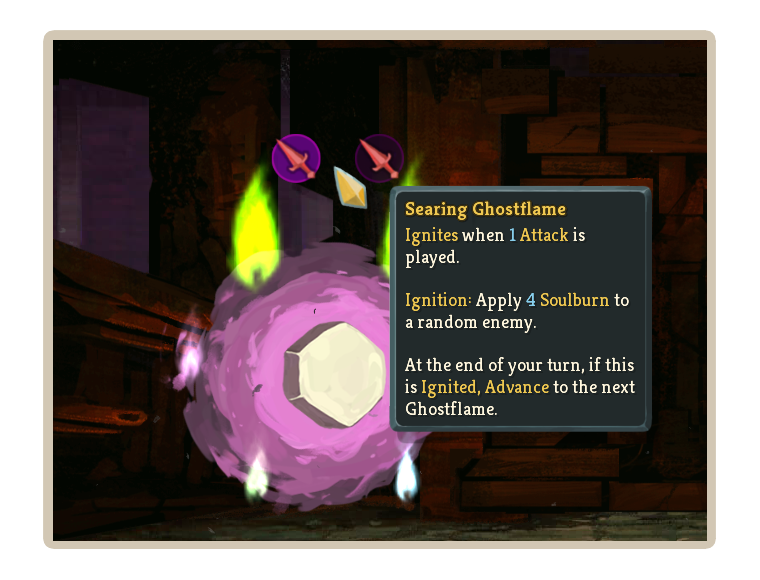 Searing Ghostflame
Ignites when 1 Attack is
played.
Ignition: Apply 4 Soulburn to
a random enemy.
At the end of your turn, if this
is Ignited, Advance to the next
Ghostflame.